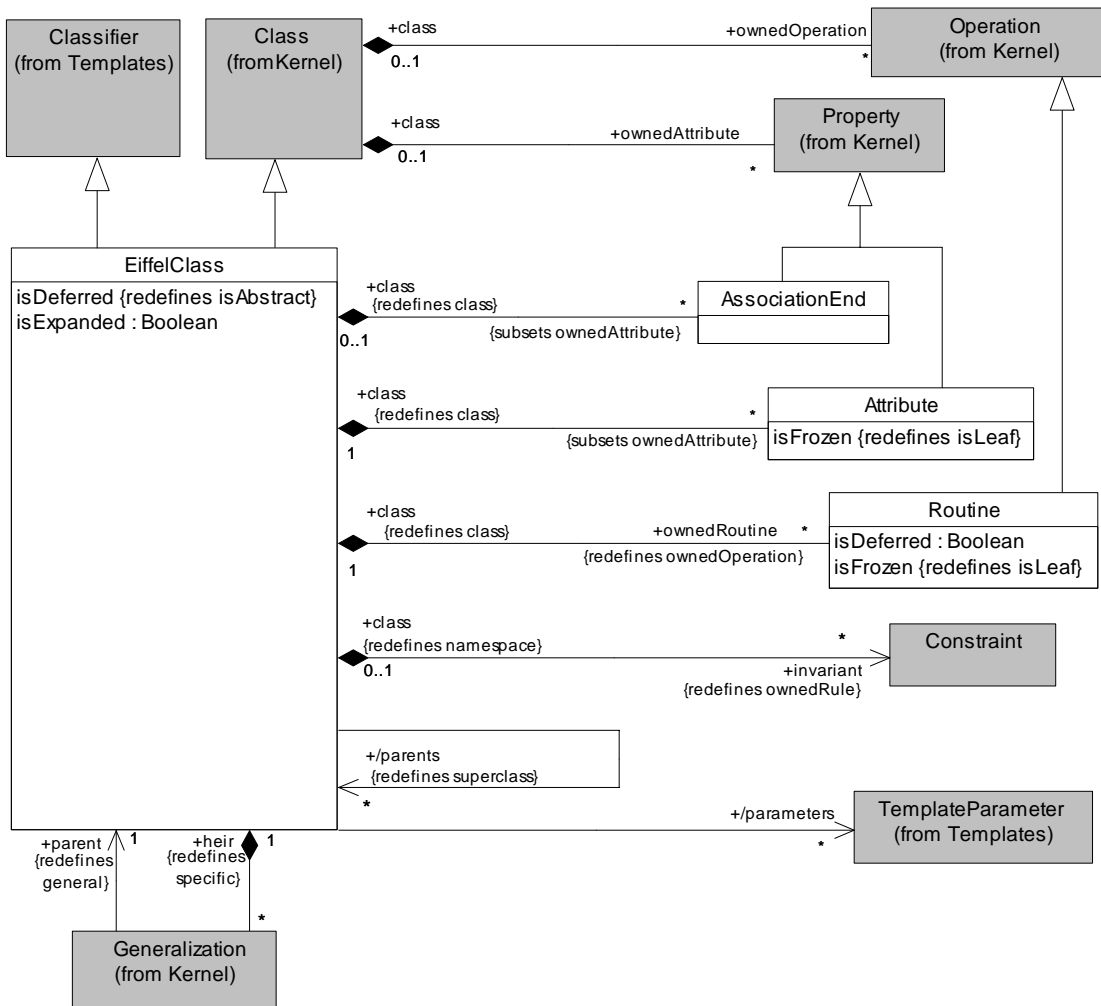 Classifier
(from Templates)
Class
(fromKernel)
+class
0..1
+ownedOperation
*
Operation
(from Kernel)
+class
0..1
+ownedAttribute
*
Property
(from Kernel)
EiffelClass
isDeferred {redefines isAbstract}
isExpanded : Boolean
+class
{redefines class}
0..1
*
{subsets ownedAttribute}
AssociationEnd
+class
{redefines class}
1
*
{subsets ownedAttribute}
Attribute
isFrozen {redefines isLeaf}
+class
{redefines class}
1
+ownedRoutine
*
{redefines ownedOperation}
Routine
isDeferred : Boolean
isFrozen {redefines isLeaf}
+class
{redefines namespace}
0..1
*
+invariant
{redefines ownedRule}
Constraint
+/parents
{redefines superclass}
*
+/parameters
*
TemplateParameter
(from Templates)
+parent
{redefines
general}
1
+heir
{redefines
specific}
1
*
Generalization
(from Kernel)